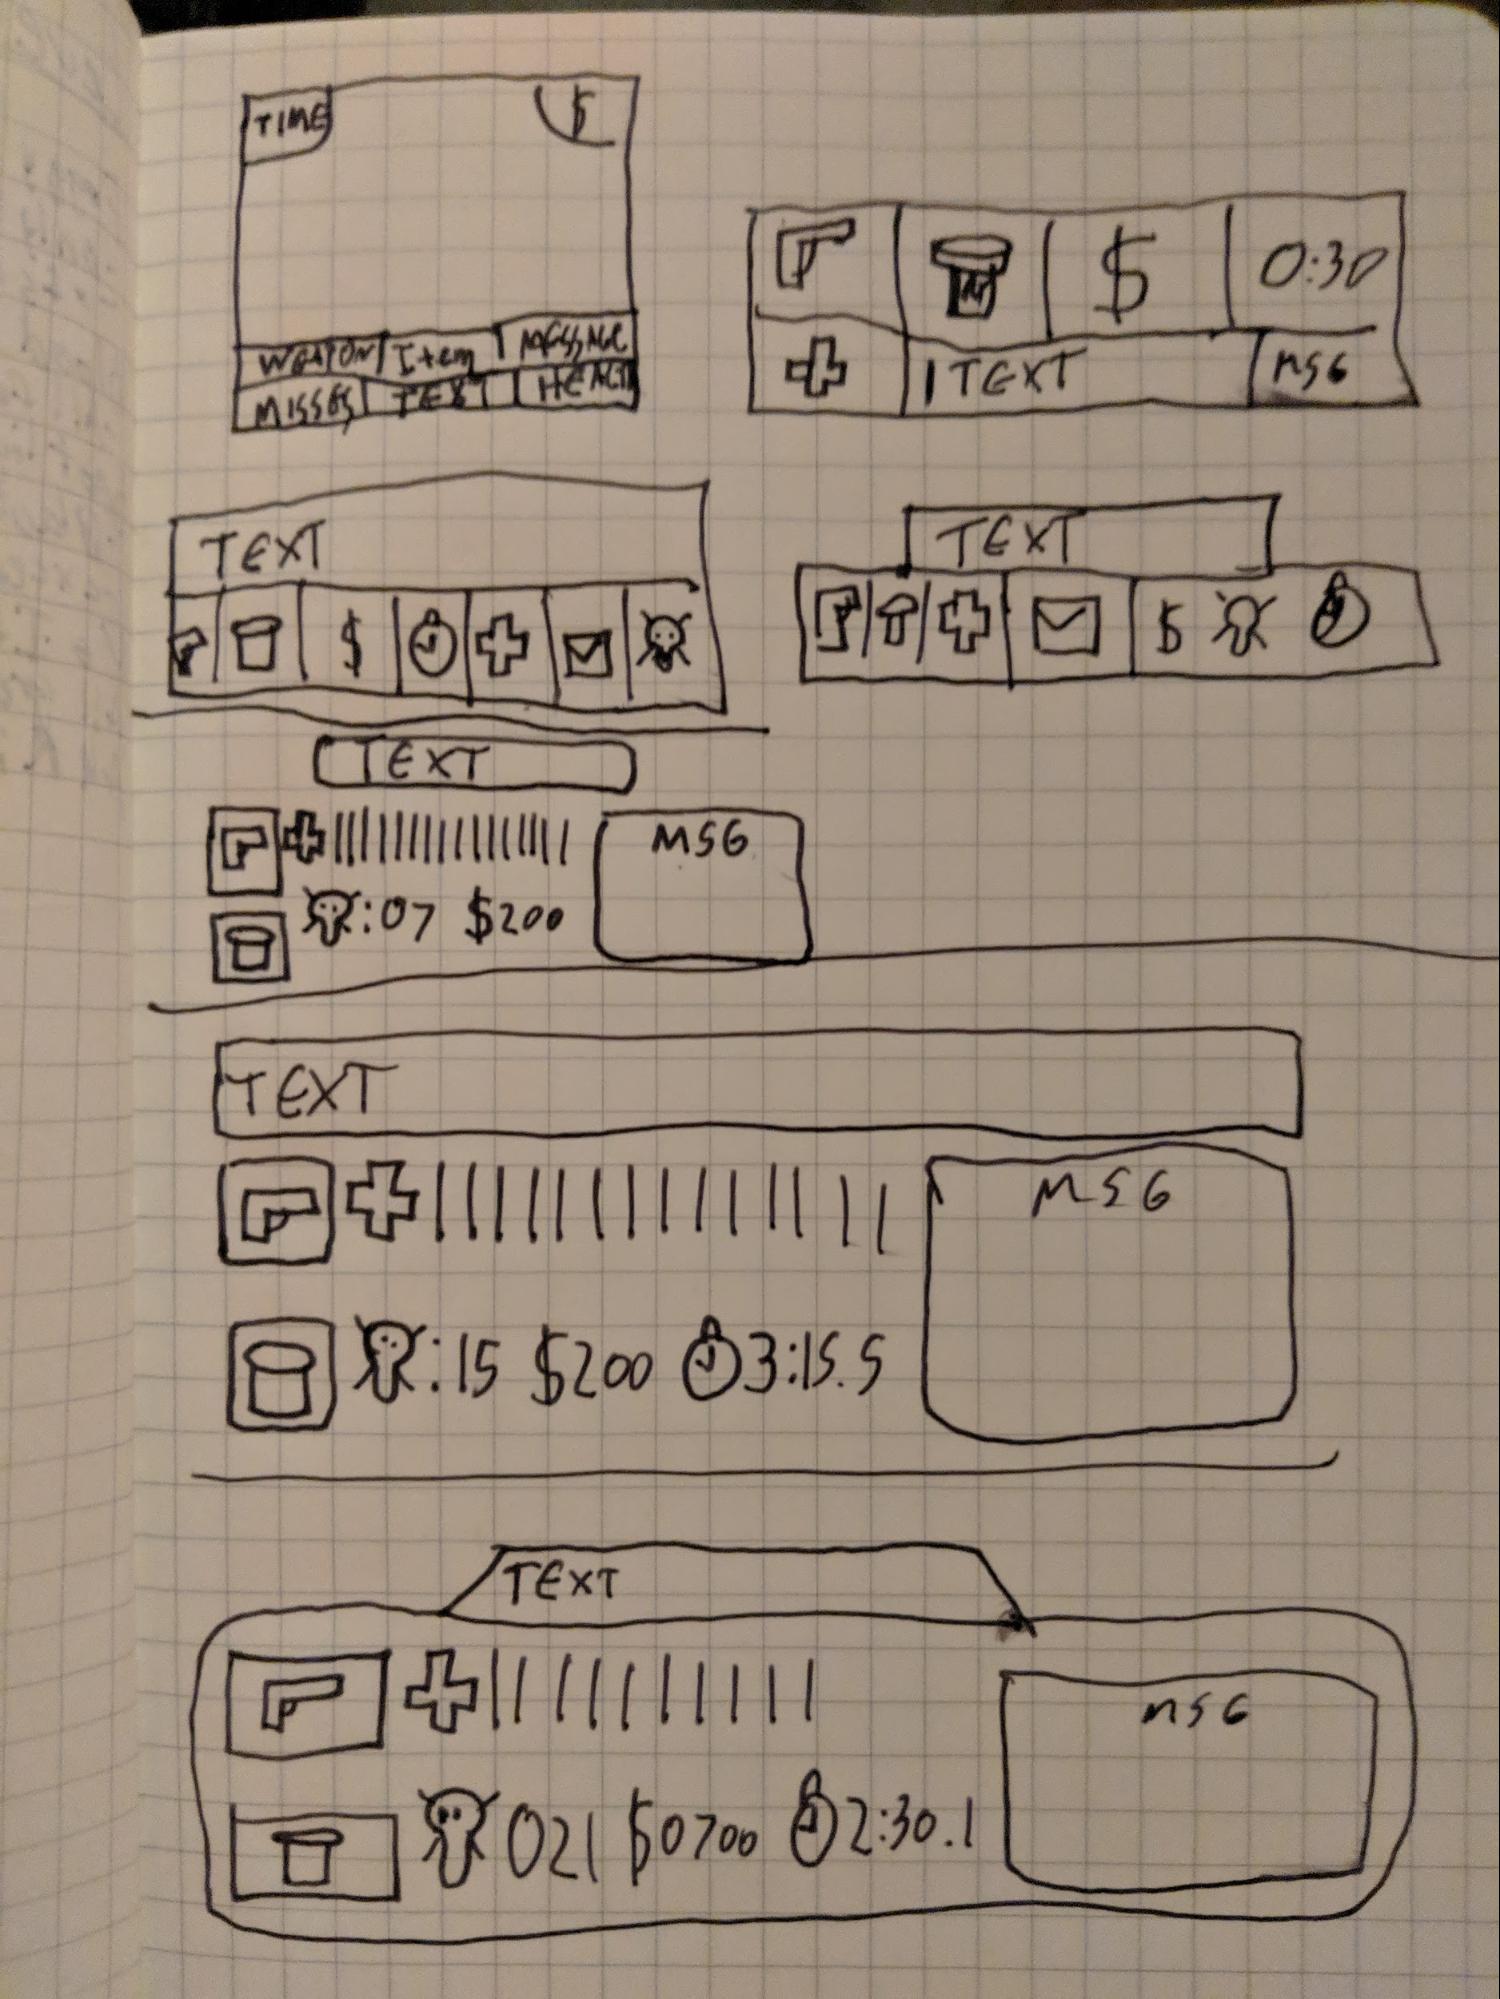 TIME $
WEAPON Item MESSAGE
MISSES TEXT HEALTH
$ 0:30
TEXT MSG
TEXT
$
TEXT
$
TEXT
MSG
:07 $200
TEXT
MSG
:15 $200 3:15.5
TEXT
MSG
021 $0700 2:30.1